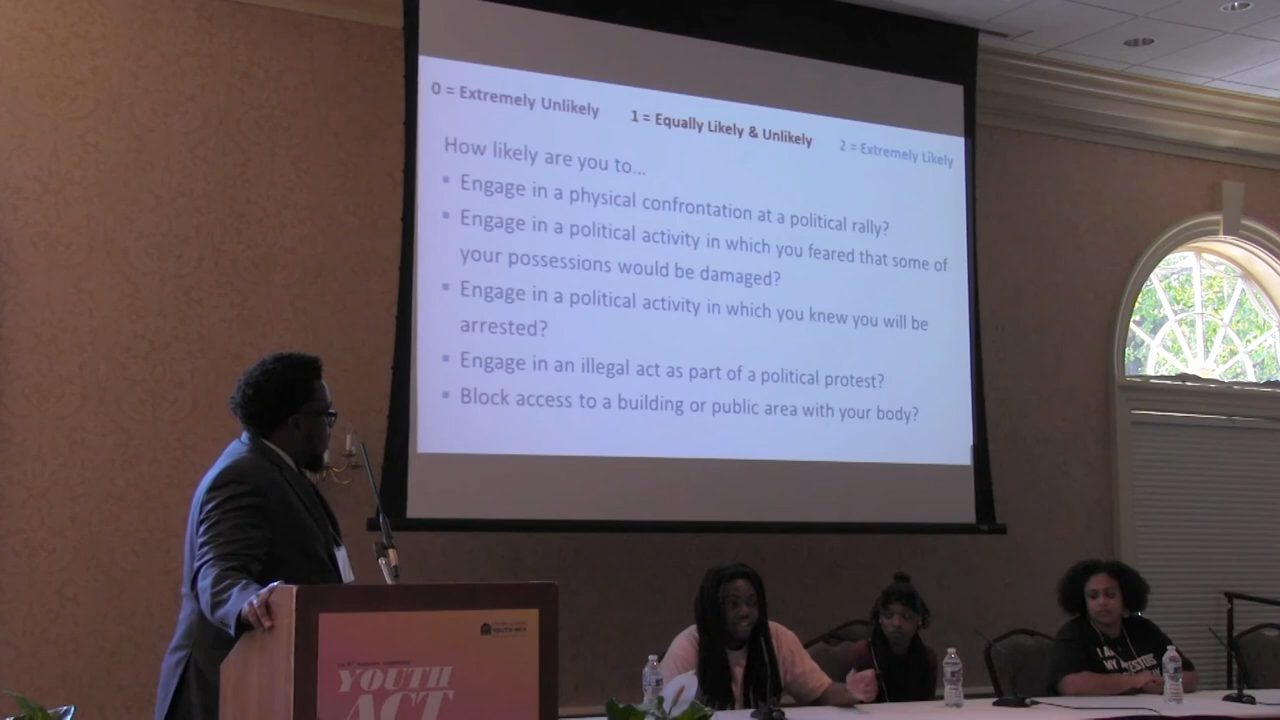 0 = Extremely Unlikely
1 = Equally Likely & Unlikely
2 = Extremely Likely
How likely are you to...
▪ Engage in a physical confrontation at a political rally?
▪ Engage in a political activity in which you feared that some of
your possessions would be damaged?
▪ Engage in a political activity in which you knew you will be
arrested?
▪ Engage in an illegal act as part of a political protest?
▪ Block access to a building or public area with your body?
YOUTH
ACT
I A
MY